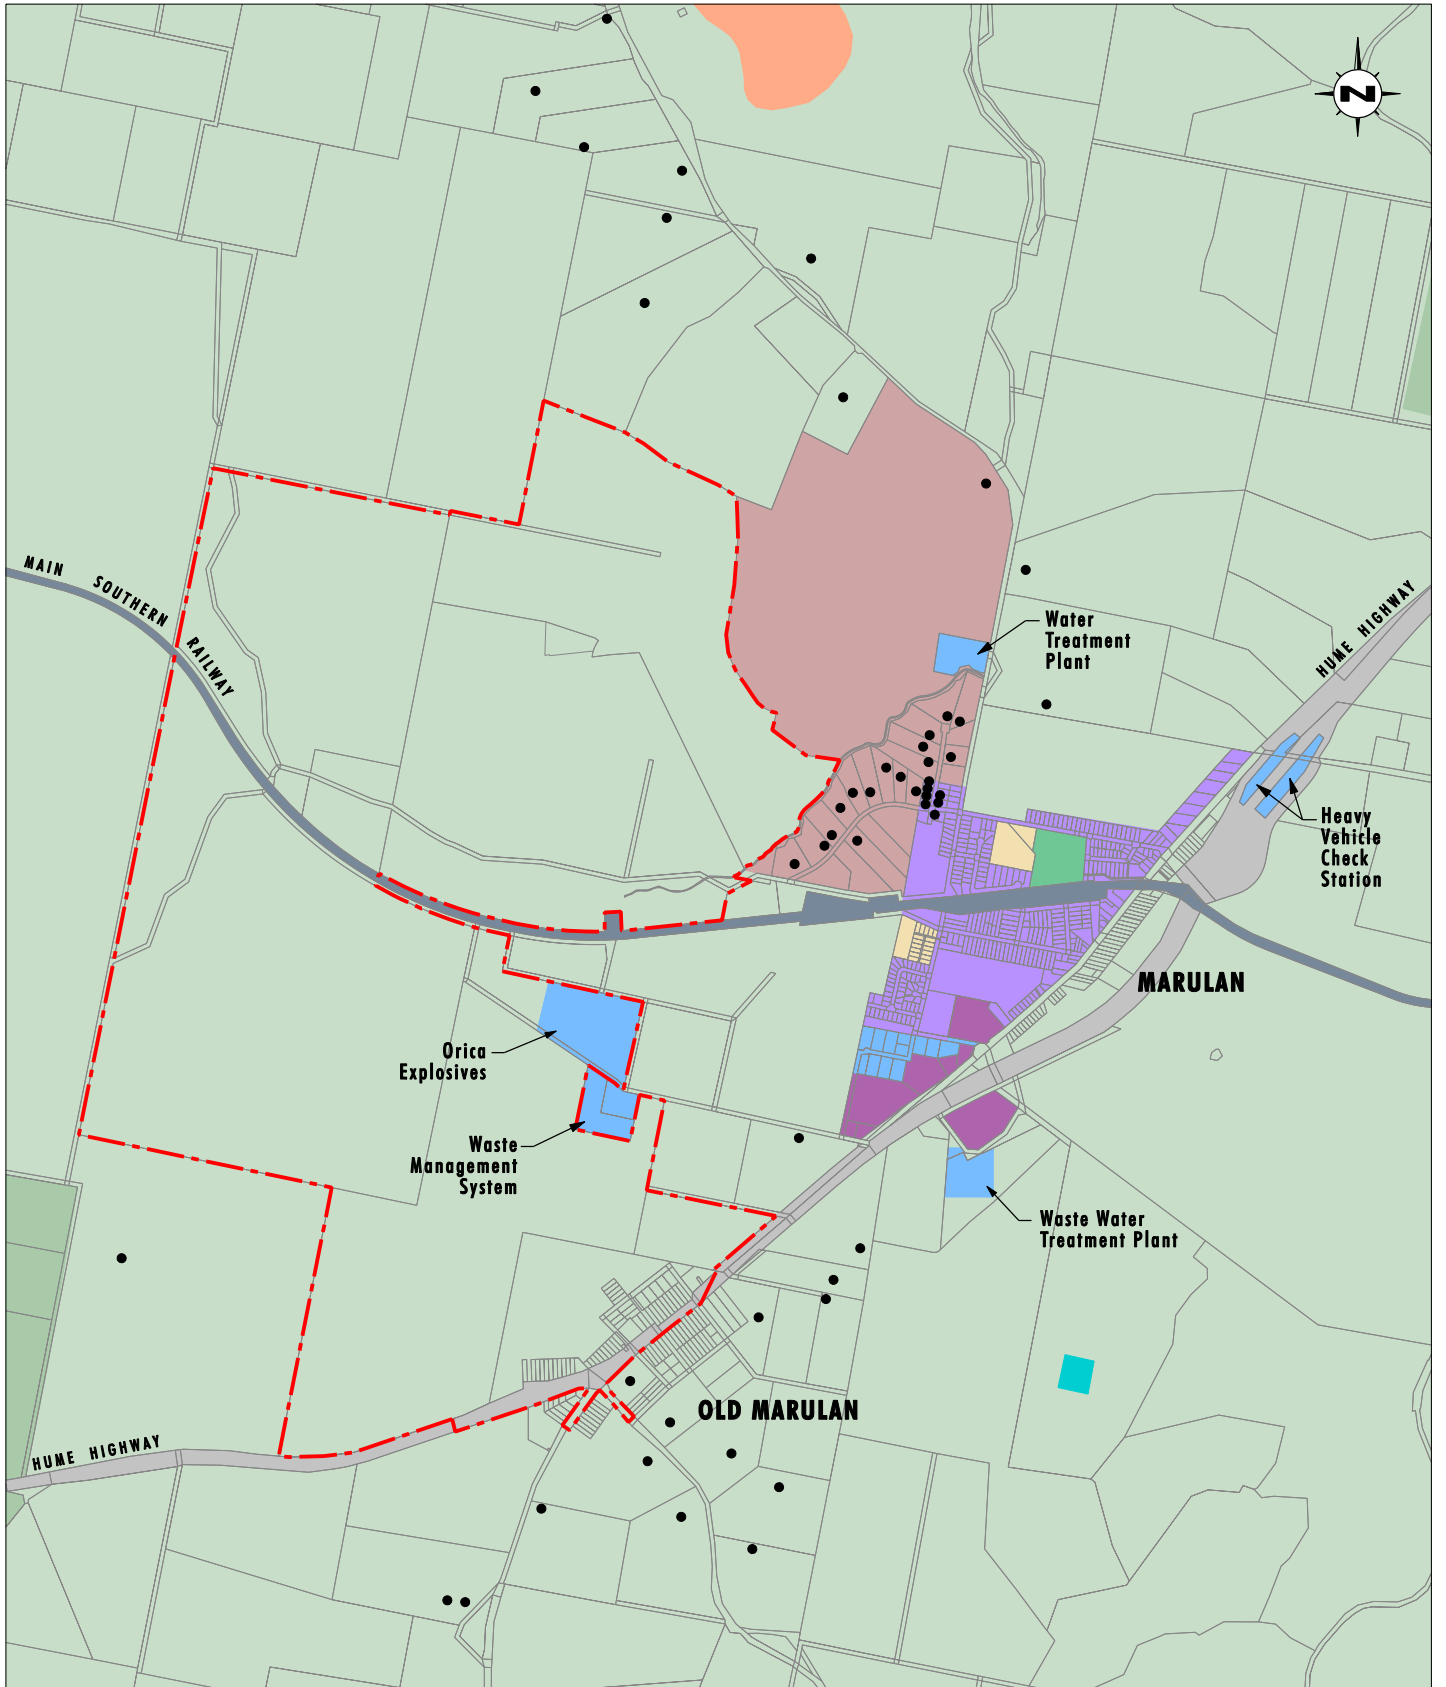 N
MAIN SOUTHERN RAILWAY
HUME HIGHWAY
Water
Treatment
Plant
Heavy
Vehicle
Check
Station
MARULAN
Orica
Explosives
Waste
Management
System
Waste Water
Treatment Plant
OLD MARULAN
HUME HIGHWAY